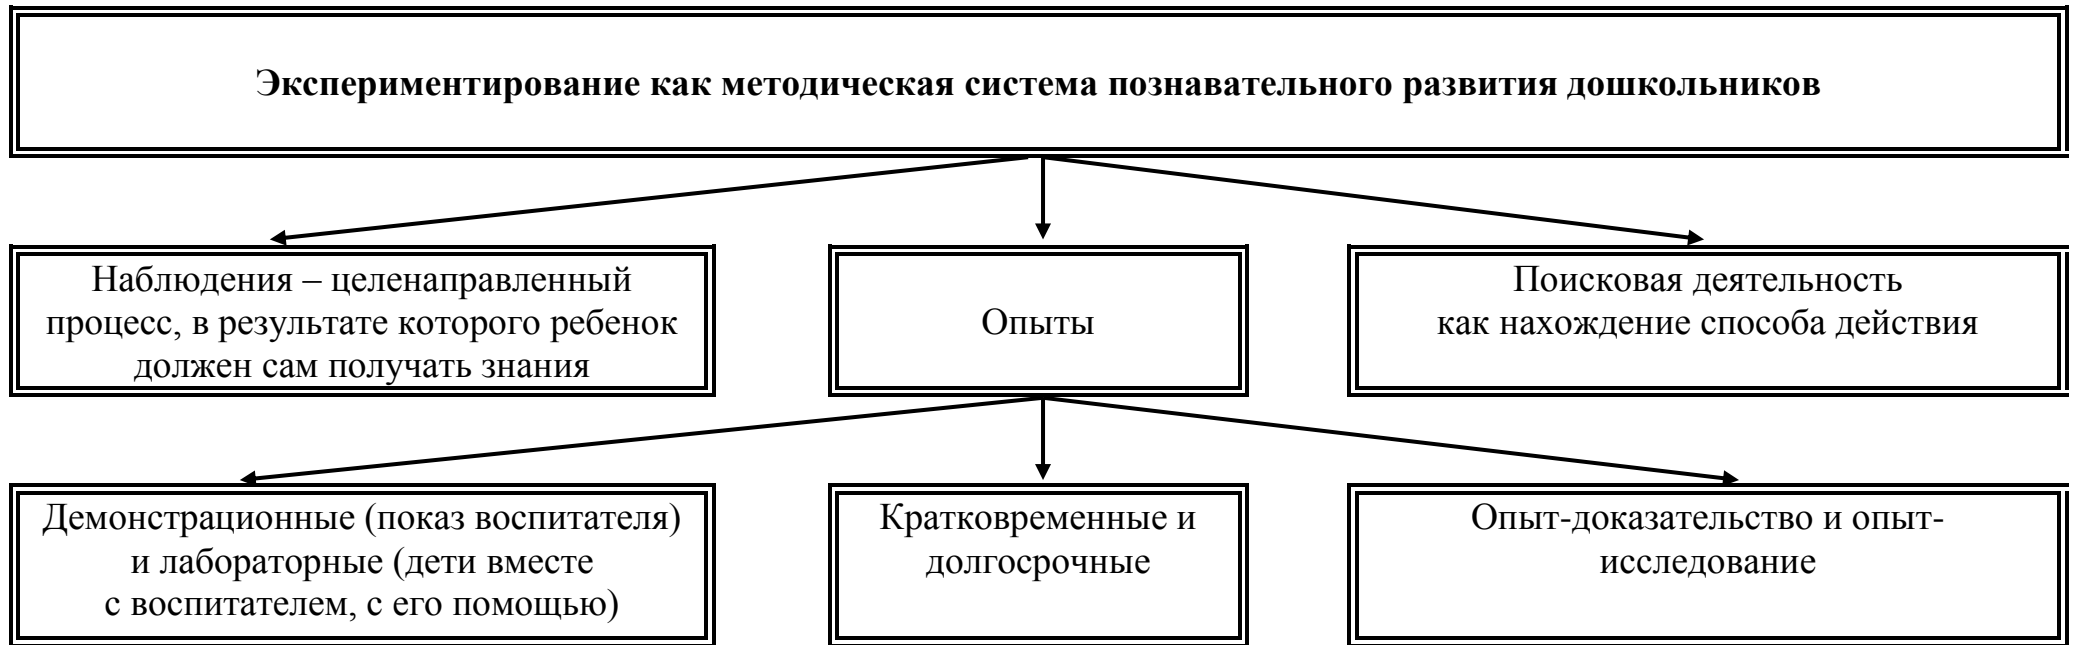 Экспериментирование как методическая система познавательного развития дошкольников
Наблюдения – целенаправленный
процесс, в результате которого ребенок
должен сам получать знания
Опыты
Поисковая деятельность
как нахождение способа действия
Демонстрационные (показ воспитателя)
и лабораторные (дети вместе
с воспитателем, с его помощью)
Кратковременные и
долгосрочные
Опыт-доказательство и опыт-
исследование